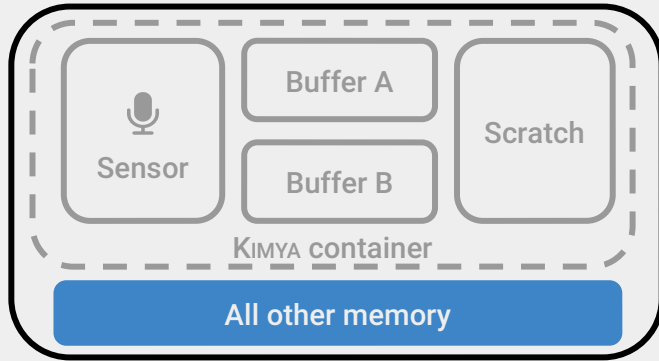 Sensor
Buffer A
Buffer B
Scratch
KIMYA container
All other memory